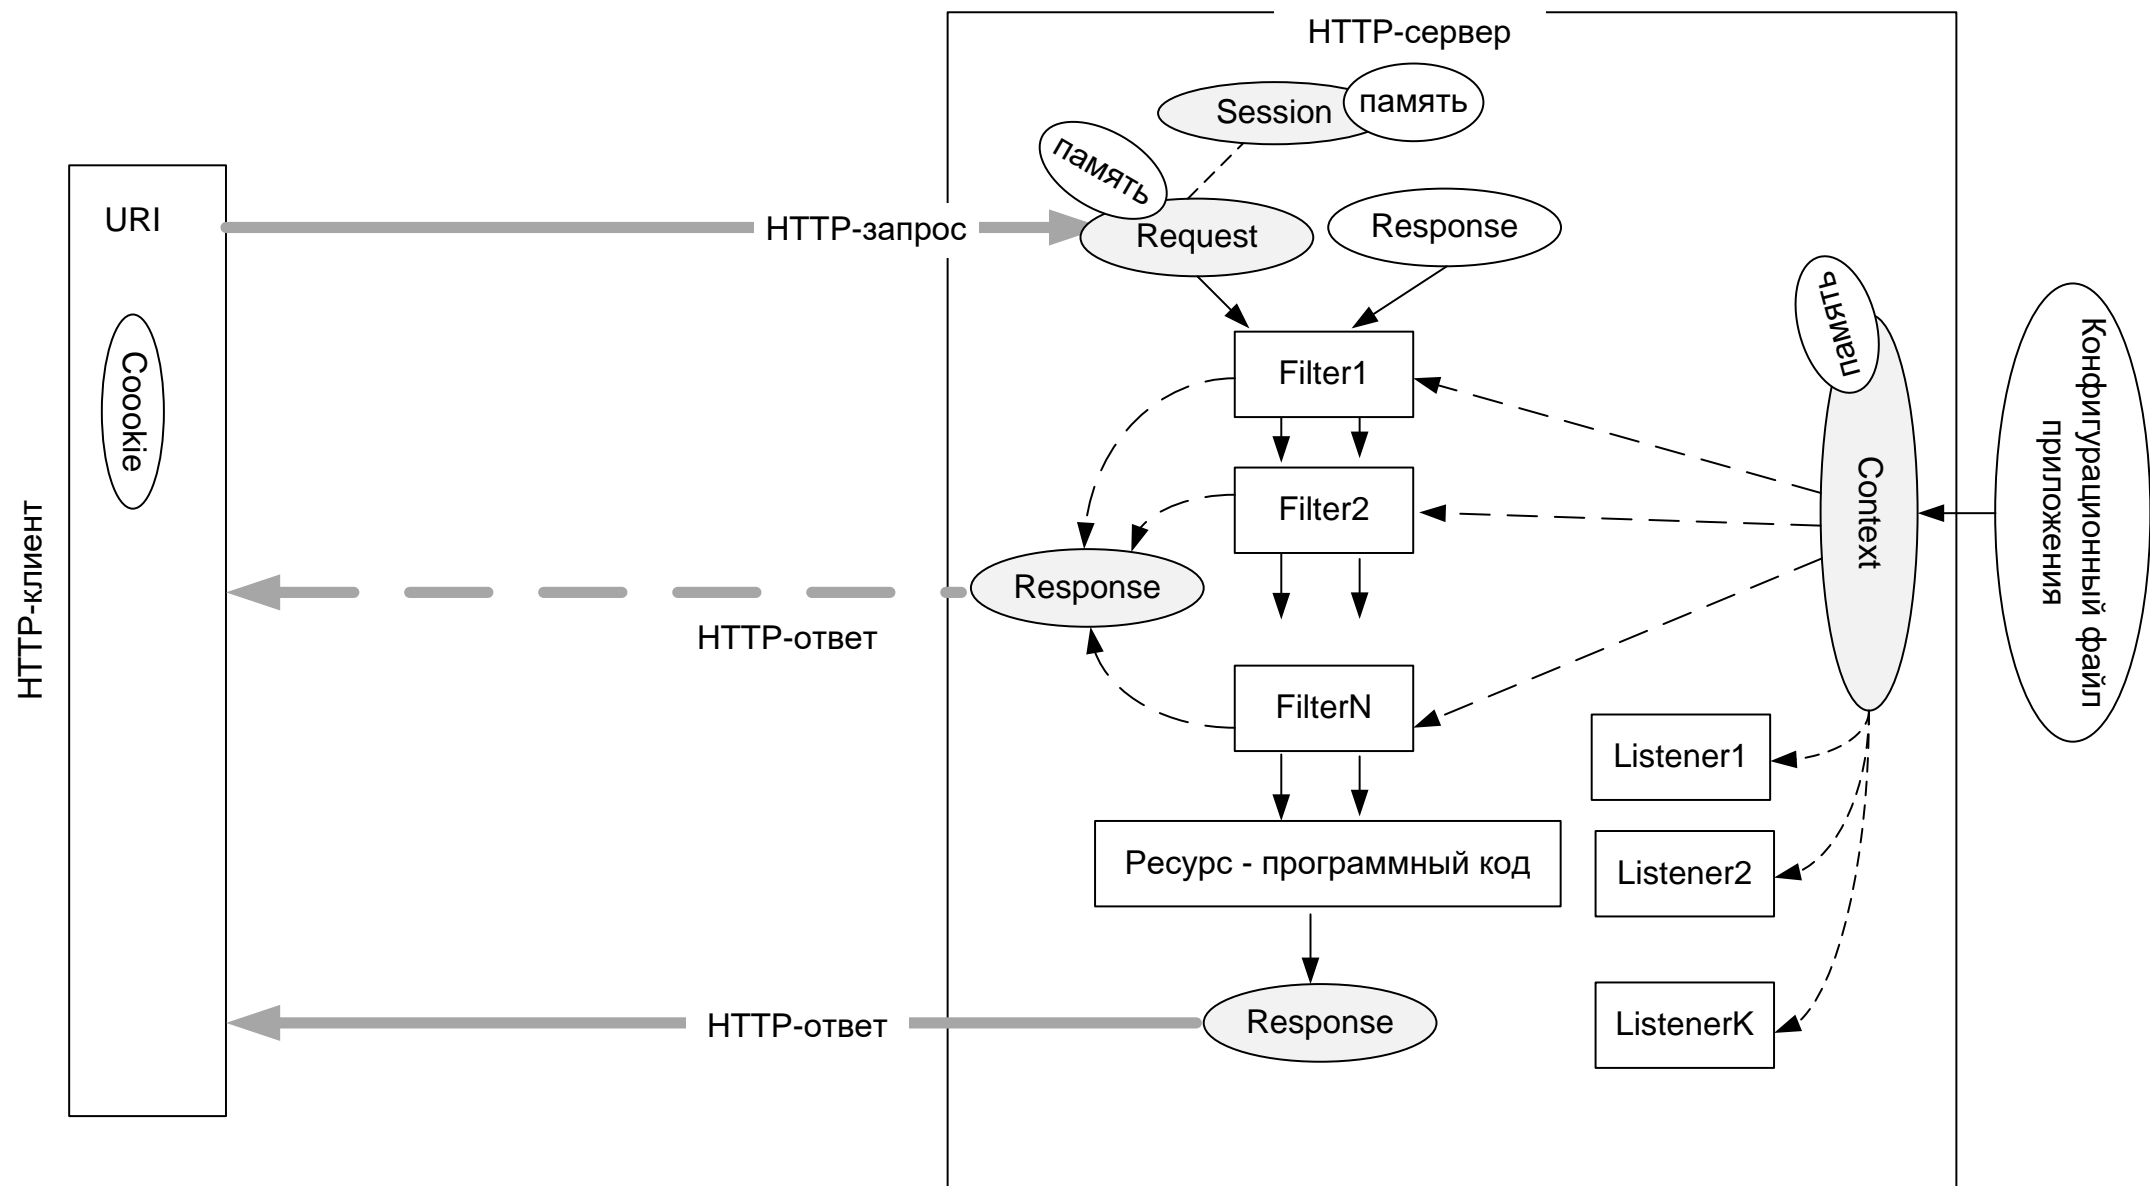 HTTP-сервер
Session
память
память
URI
HTTP-запрос
Request
Response
память
Конфигурационный файл
приложения
Filter1
Coookie
Context
Filter2
HTTP-клиент
Response
HTTP-ответ
FilterN
Listener1
Ресурс - программный код
Listener2
HTTP-ответ
Response
ListenerK